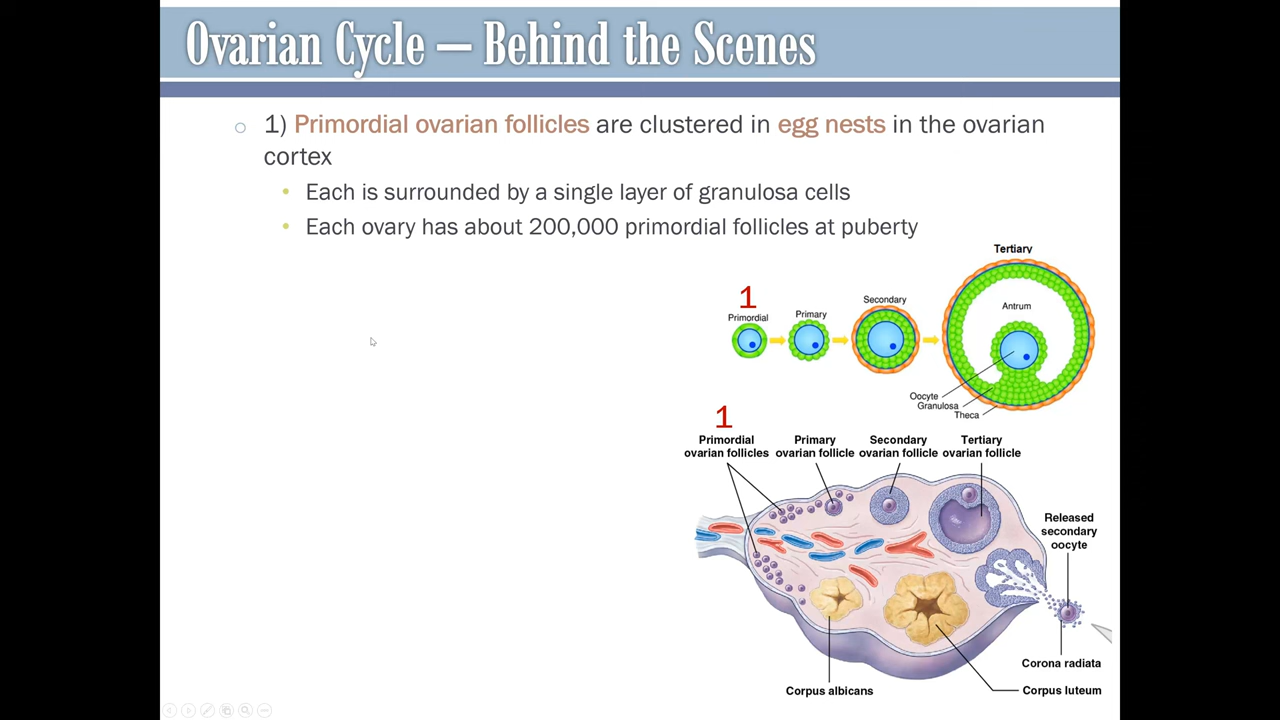 Ovarian Cycle — Behind the Scenes
1) Primordial ovarian follicles are clustered in egg nests in the ovarian
cortex
Each is surrounded by a single layer of granulosa cells
Each ovary has about 200,000 primordial follicles at puberty
Tertiary
1
Primordial
Primary
Secondary
Antrum
Oocyte
Granulosa
Theca
1
Primordial
ovarian follicles
Primary
ovarian follicle
Secondary
ovarian follicle
Tertiary
ovarian follicle
Released
secondary
oocyte
Corona radiata
Corpus albicans
Corpus luteum